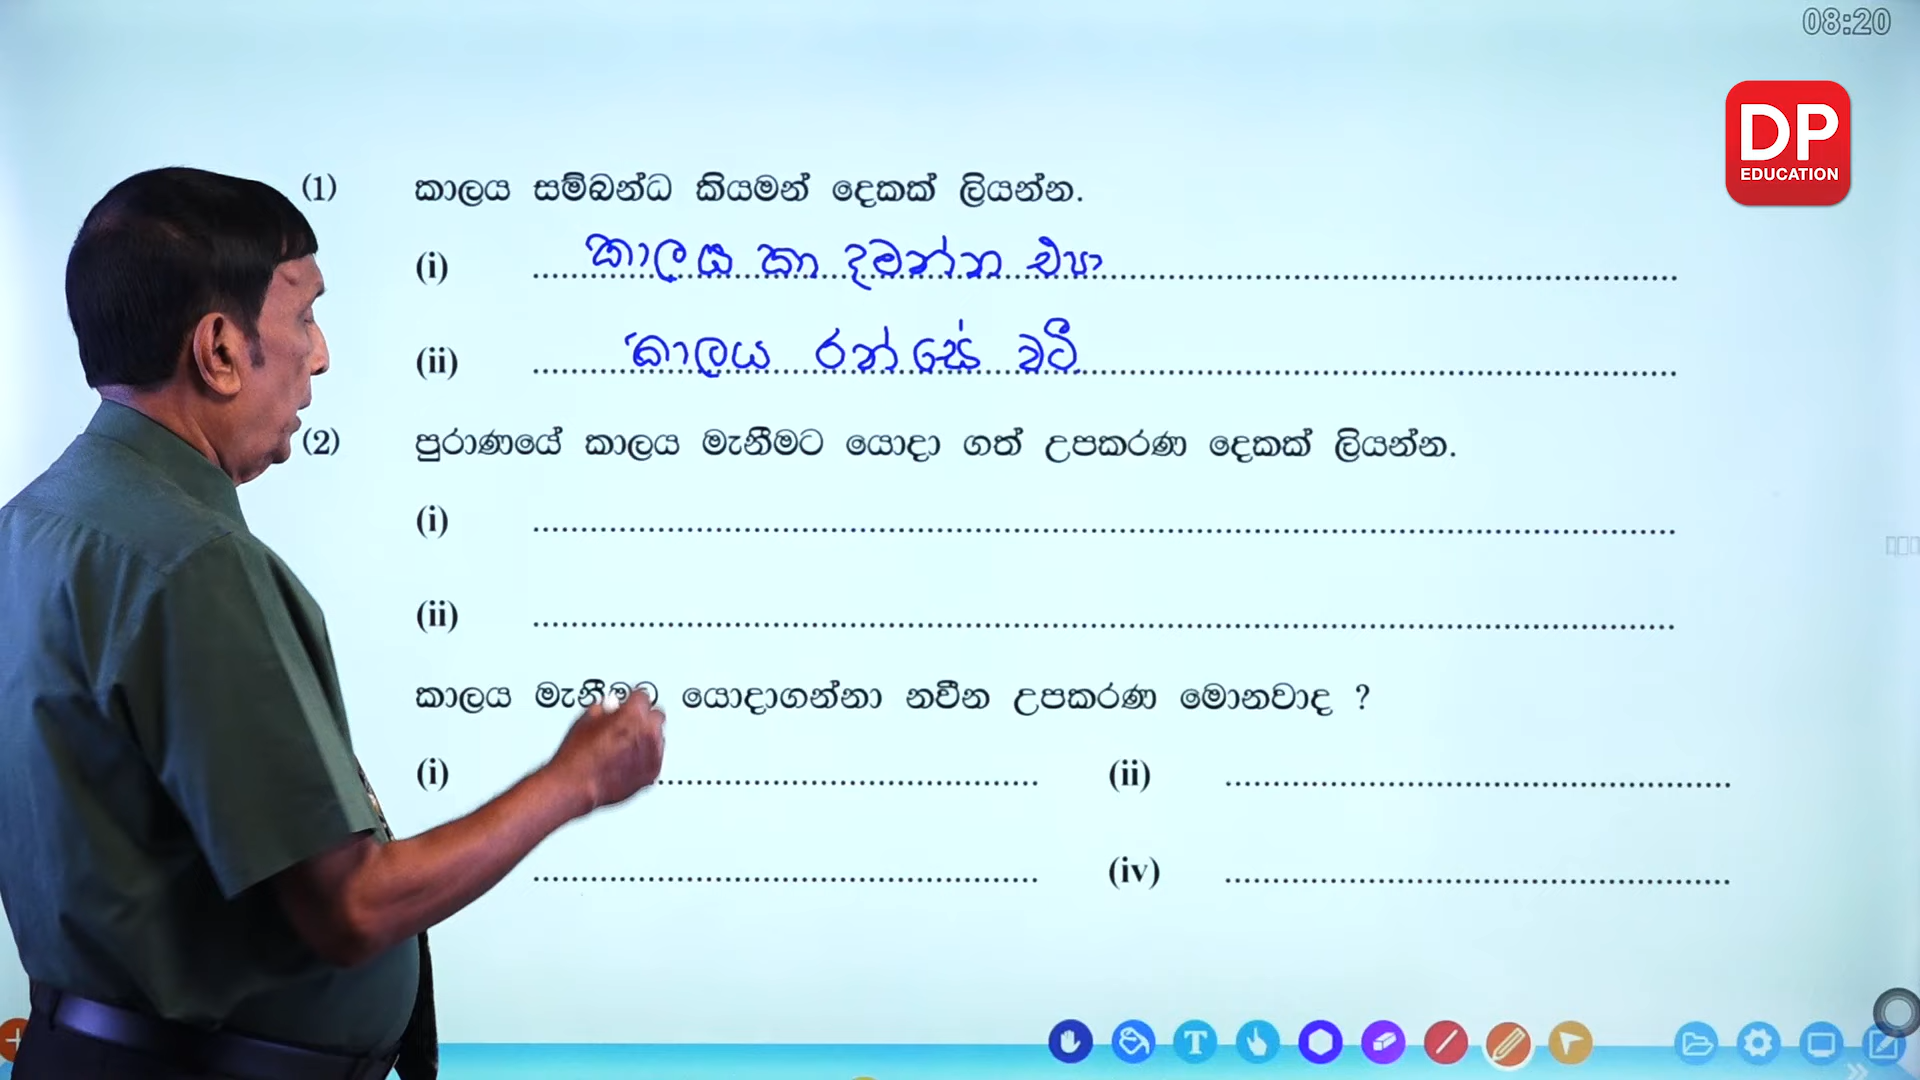 08:20
DP
EDUCATION
(1) කාලය සම්බන්ධ කියමන් දෙකක් ලියන්න.
(i) කාලය කා දමන්න එපා
(ii) කාලය රන් සේ වටී
(2) පුරාණයේ කාලය මැනීමට යොදා ගත් උපකරණ දෙකක් ලියන්න.
(i)
(ii)
කාලය මැනීමට යොදාගන්නා නවීන උපකරණ මොනවාද ?
(i) (ii)
(iv)